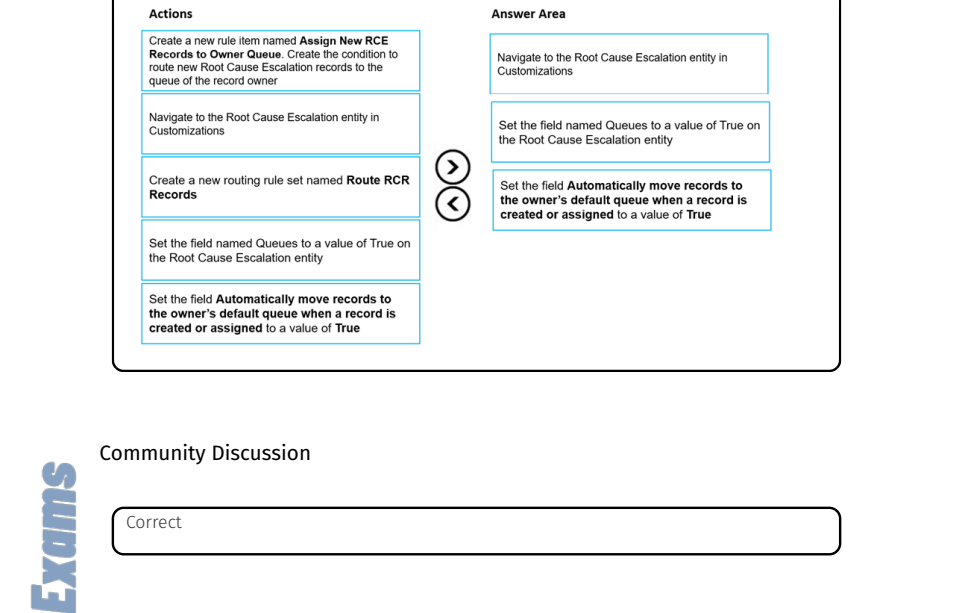 Actions
Create a new rule item named Assign New RCE
Records to Owner Queue. Create the condition to
route new Root Cause Escalation records to the
queue of the record owner
Navigate to the Root Cause Escalation entity in
Customizations
Create a new routing rule set named Route RCR
Records
Set the field named Queues to a value of True on
the Root Cause Escalation entity
Set the field Automatically move records to
the owner's default queue when a record is
created or assigned to a value of True
Answer Area
Navigate to the Root Cause Escalation entity in
Customizations
Set the field named Queues to a value of True on
the Root Cause Escalation entity
Set the field Automatically move records to
the owner's default queue when a record is
created or assigned to a value of True
Community Discussion
Correct
Exams